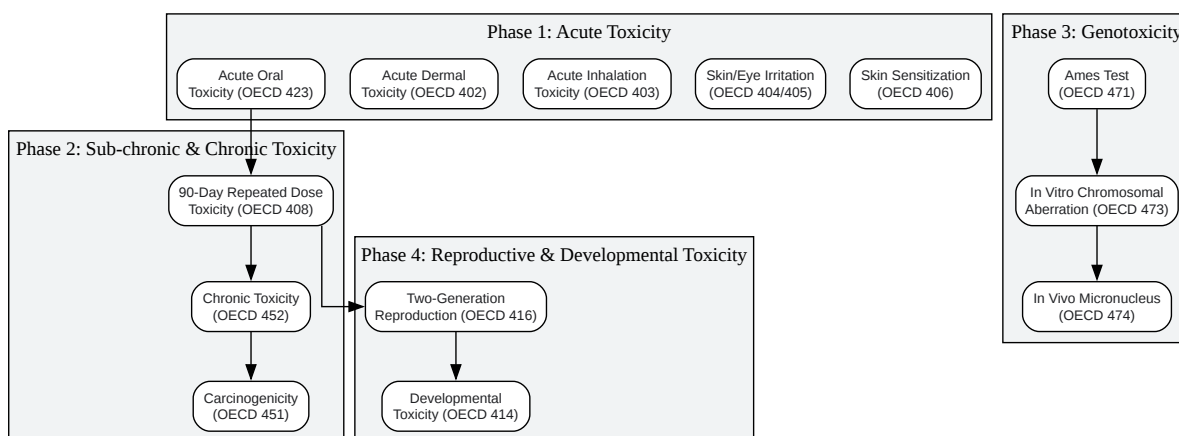 Phase 1: Acute Toxicity
Acute Oral
Toxicity (OECD 423)
Acute Dermal
Toxicity (OECD 402)
Acute Inhalation
Toxicity (OECD 403)
Skin/Eye Irritation
(OECD 404/405)
Skin Sensitization
(OECD 406)
Phase 2: Sub-chronic & Chronic Toxicity
90-Day Repeated Dose
Toxicity (OECD 408)
Chronic Toxicity
(OECD 452)
Carcinogenicity
(OECD 451)
Phase 4: Reproductive & Developmental Toxicity
Two-Generation
Reproduction (OECD 416)
Developmental
Toxicity (OECD 414)
Phase 3: Genotoxicity
Ames Test
(OECD 471)
In Vitro Chromosomal
Aberration (OECD 473)
In Vivo Micronucleus
(OECD 474)